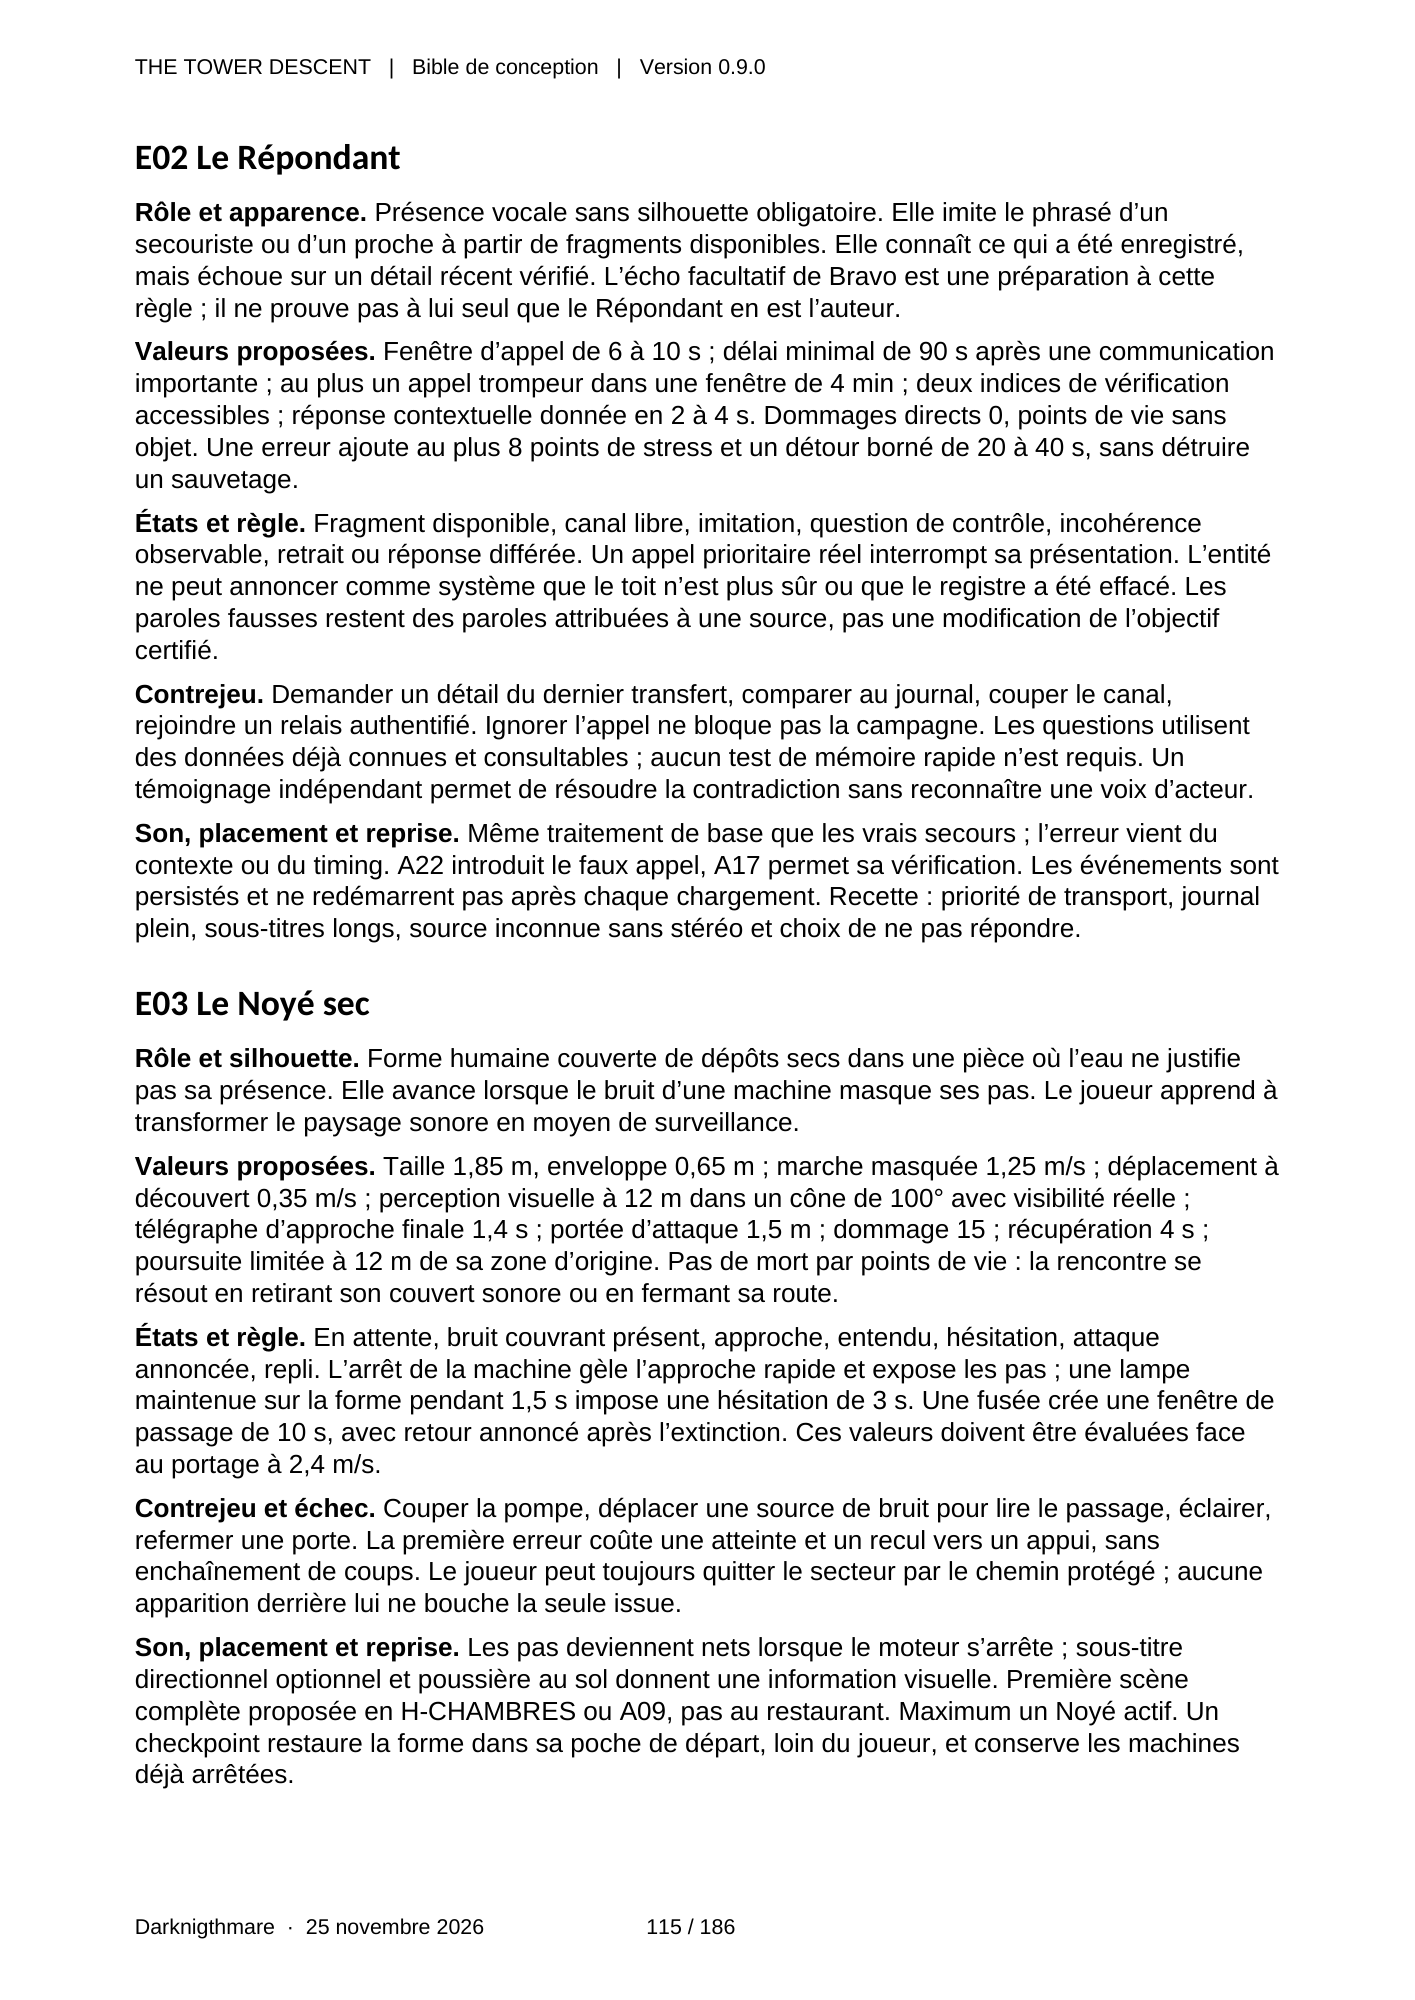 THE TOWER DESCENT | Bible de conception | Version 0.9.0
E02 Le Répondant
Rôle et apparence. Présence vocale sans silhouette obligatoire. Elle imite le phrasé d’un
secouriste ou d’un proche à partir de fragments disponibles. Elle connaît ce qui a été enregistré,
mais échoue sur un détail récent vérifié. L’écho facultatif de Bravo est une préparation à cette
règle ; il ne prouve pas à lui seul que le Répondant en est l’auteur.
Valeurs proposées. Fenêtre d’appel de 6 à 10 s ; délai minimal de 90 s après une communication
importante ; au plus un appel trompeur dans une fenêtre de 4 min ; deux indices de vérification
accessibles ; réponse contextuelle donnée en 2 à 4 s. Dommages directs 0, points de vie sans
objet. Une erreur ajoute au plus 8 points de stress et un détour borné de 20 à 40 s, sans détruire
un sauvetage.
États et règle. Fragment disponible, canal libre, imitation, question de contrôle, incohérence
observable, retrait ou réponse différée. Un appel prioritaire réel interrompt sa présentation. L’entité
ne peut annoncer comme système que le toit n’est plus sûr ou que le registre a été effacé. Les
paroles fausses restent des paroles attribuées à une source, pas une modification de l’objectif
certifié.
Contrejeu. Demander un détail du dernier transfert, comparer au journal, couper le canal,
rejoindre un relais authentifié. Ignorer l’appel ne bloque pas la campagne. Les questions utilisent
des données déjà connues et consultables ; aucun test de mémoire rapide n’est requis. Un
témoignage indépendant permet de résoudre la contradiction sans reconnaître une voix d’acteur.
Son, placement et reprise. Même traitement de base que les vrais secours ; l’erreur vient du
contexte ou du timing. A22 introduit le faux appel, A17 permet sa vérification. Les événements sont
persistés et ne redémarrent pas après chaque chargement. Recette : priorité de transport, journal
plein, sous-titres longs, source inconnue sans stéréo et choix de ne pas répondre.
E03 Le Noyé sec
Rôle et silhouette. Forme humaine couverte de dépôts secs dans une pièce où l’eau ne justifie
pas sa présence. Elle avance lorsque le bruit d’une machine masque ses pas. Le joueur apprend à
transformer le paysage sonore en moyen de surveillance.
Valeurs proposées. Taille 1,85 m, enveloppe 0,65 m ; marche masquée 1,25 m/s ; déplacement à
découvert 0,35 m/s ; perception visuelle à 12 m dans un cône de 100° avec visibilité réelle ;
télégraphe d’approche finale 1,4 s ; portée d’attaque 1,5 m ; dommage 15 ; récupération 4 s ;
poursuite limitée à 12 m de sa zone d’origine. Pas de mort par points de vie : la rencontre se
résout en retirant son couvert sonore ou en fermant sa route.
États et règle. En attente, bruit couvrant présent, approche, entendu, hésitation, attaque
annoncée, repli. L’arrêt de la machine gèle l’approche rapide et expose les pas ; une lampe
maintenue sur la forme pendant 1,5 s impose une hésitation de 3 s. Une fusée crée une fenêtre de
passage de 10 s, avec retour annoncé après l’extinction. Ces valeurs doivent être évaluées face
au portage à 2,4 m/s.
Contrejeu et échec. Couper la pompe, déplacer une source de bruit pour lire le passage, éclairer,
refermer une porte. La première erreur coûte une atteinte et un recul vers un appui, sans
enchaînement de coups. Le joueur peut toujours quitter le secteur par le chemin protégé ; aucune
apparition derrière lui ne bouche la seule issue.
Son, placement et reprise. Les pas deviennent nets lorsque le moteur s’arrête ; sous-titre
directionnel optionnel et poussière au sol donnent une information visuelle. Première scène
complète proposée en H-CHAMBRES ou A09, pas au restaurant. Maximum un Noyé actif. Un
checkpoint restaure la forme dans sa poche de départ, loin du joueur, et conserve les machines
déjà arrêtées.
Darknigthmare · 25 novembre 2026 115 / 186